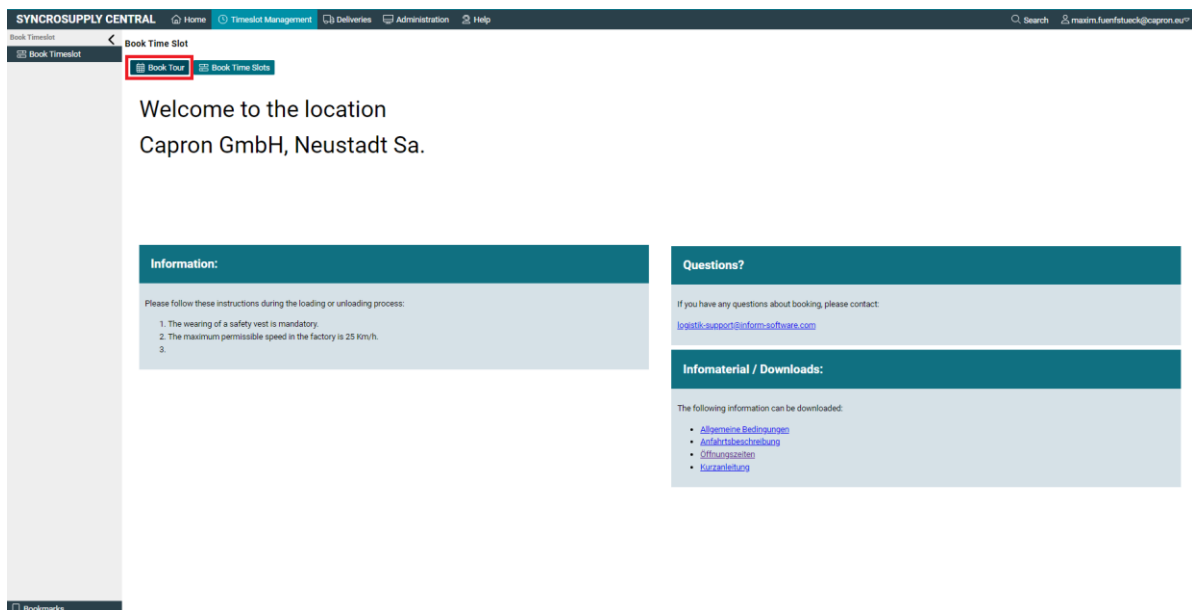 SYNCROSUPPLY CENTRAL Home Timeslot Management Deliveries Administration Help Search maxim.fuenfstueck@capron.eu
Book Timeslot
Book Timeslot
Book Time Slot
Book Tour Book Time Slots
Welcome to the location
Capron GmbH, Neustadt Sa.
Information:
Please follow these instructions during the loading or unloading process:
1. The wearing of a safety vest is mandatory.
2. The maximum permissible speed in the factory is 25 Km/h.
3.
Questions?
If you have any questions about booking, please contact:
logistik-support@inform-software.com
Infomaterial / Downloads:
The following information can be downloaded:
• Allgemeine Bedingungen
• Anfahrtsbeschreibung
• Öffnungszeiten
• Kurzanleitung
Bookmarks